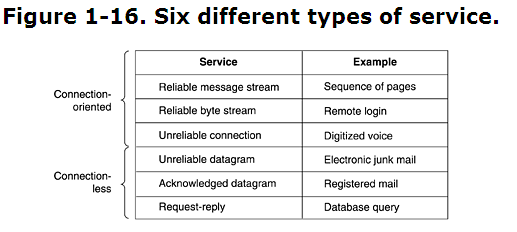 Figure 1-16. Six different types of service.
Service Example
Connection-
oriented
Reliable message stream Sequence of pages
Reliable byte stream Remote login
Unreliable connection Digitized voice
Connection-
less
Unreliable datagram Electronic junk mail
Acknowledged datagram Registered mail
Request-reply Database query